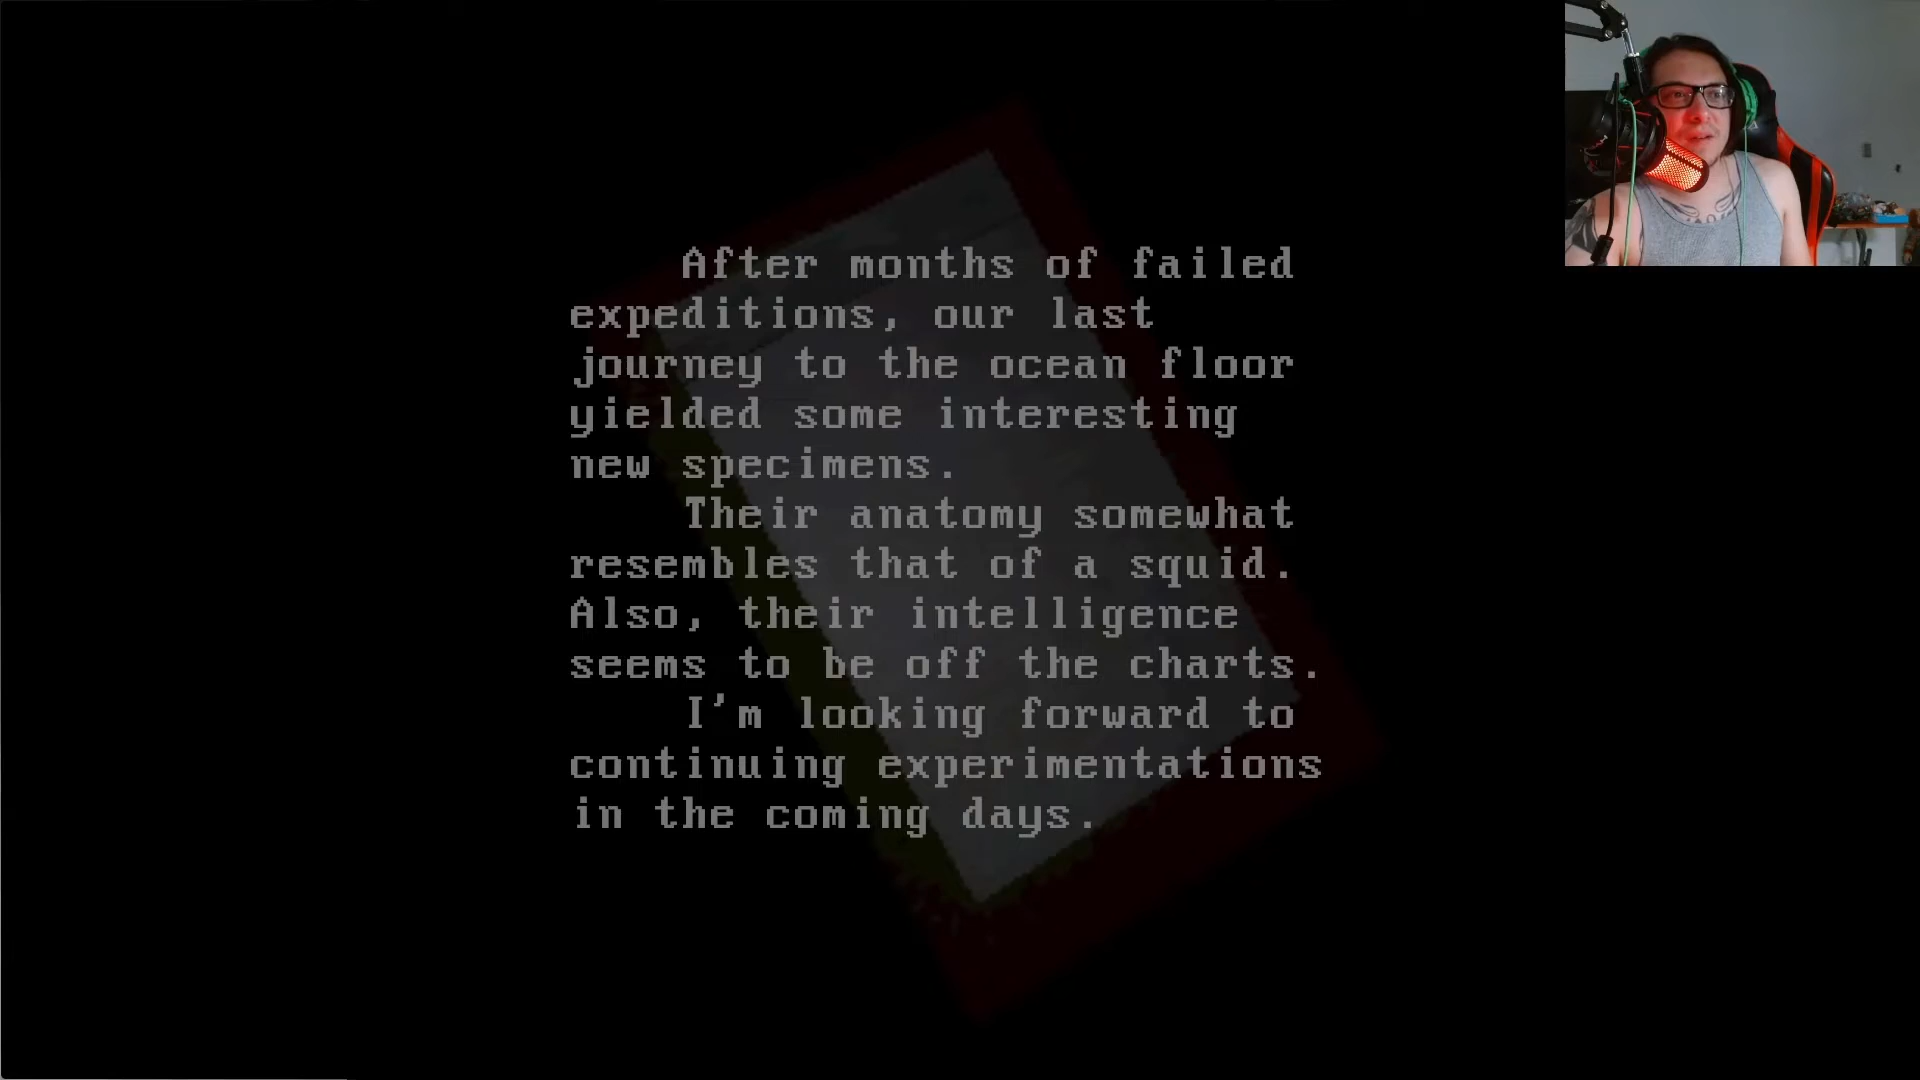 After months of failed
expeditions, our last
journey to the ocean floor
yielded some interesting
new specimens.
Their anatomy somewhat
resembles that of a squid.
Also, their intelligence
seems to be off the charts.
I'm looking forward to
continuing experimentations
in the coming days.